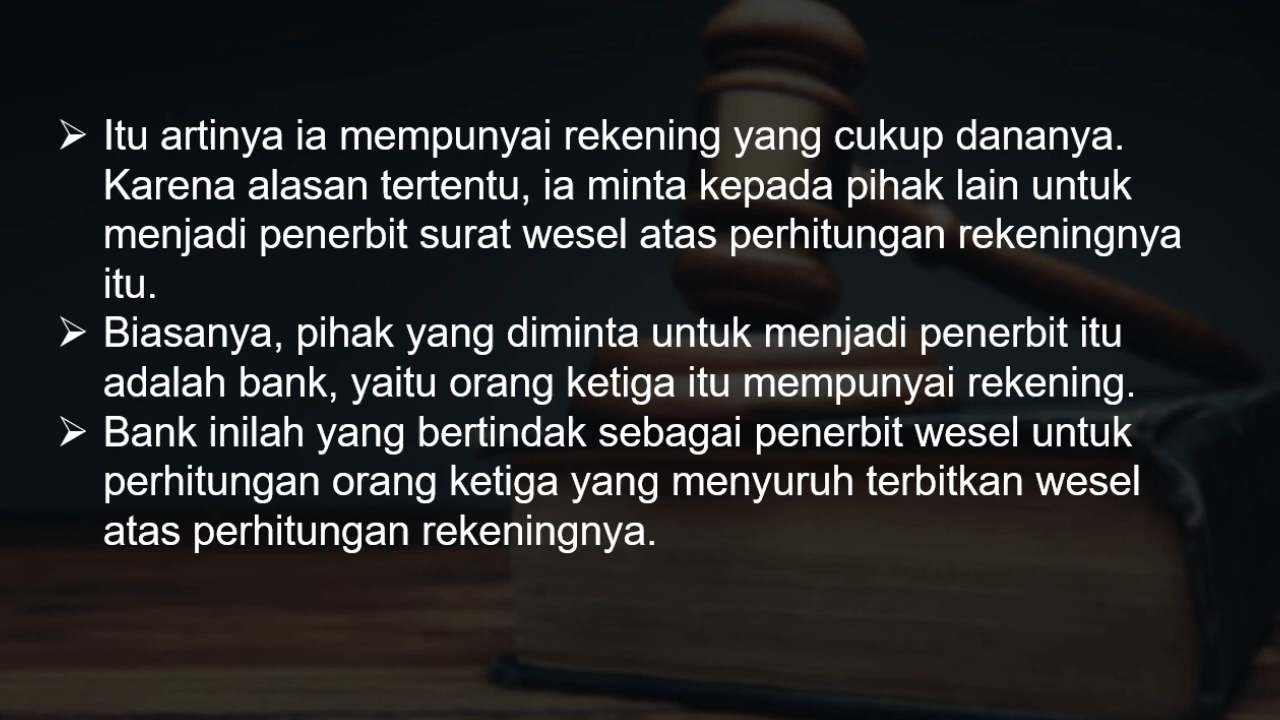 ➢ Itu artinya ia mempunyai rekening yang cukup dananya.
Karena alasan tertentu, ia minta kepada pihak lain untuk
menjadi penerbit surat wesel atas perhitungan rekeningnya
itu.
➢ Biasanya, pihak yang diminta untuk menjadi penerbit itu
adalah bank, yaitu orang ketiga itu mempunyai rekening.
➢ Bank inilah yang bertindak sebagai penerbit wesel untuk
perhitungan orang ketiga yang menyuruh terbitkan wesel
atas perhitungan rekeningnya.